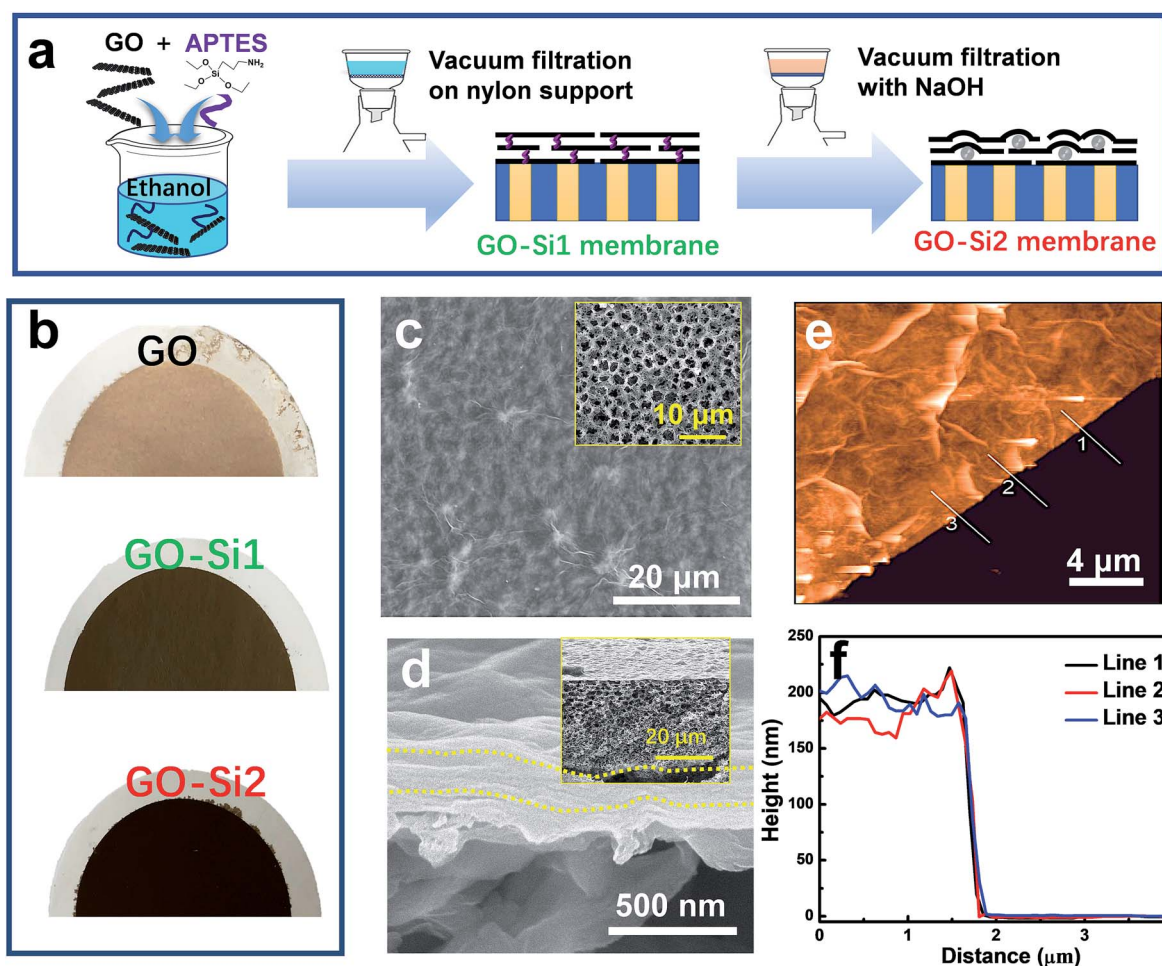 a
GO + APTES
O
O
Si
NH₂
O
Ethanol
Vacuum filtration
on nylon support
GO-Si1 membrane
Vacuum filtration
with NaOH
GO-Si2 membrane
b
GO
GO-Si1
GO-Si2
c
10 μm
20 μm
d
20 μm
500 nm
e
1
2
3
4 μm
f
Line 1
Line 2
Line 3
250
200
150
100
50
0
Height (nm)
0 1 2 3
Distance (μm)